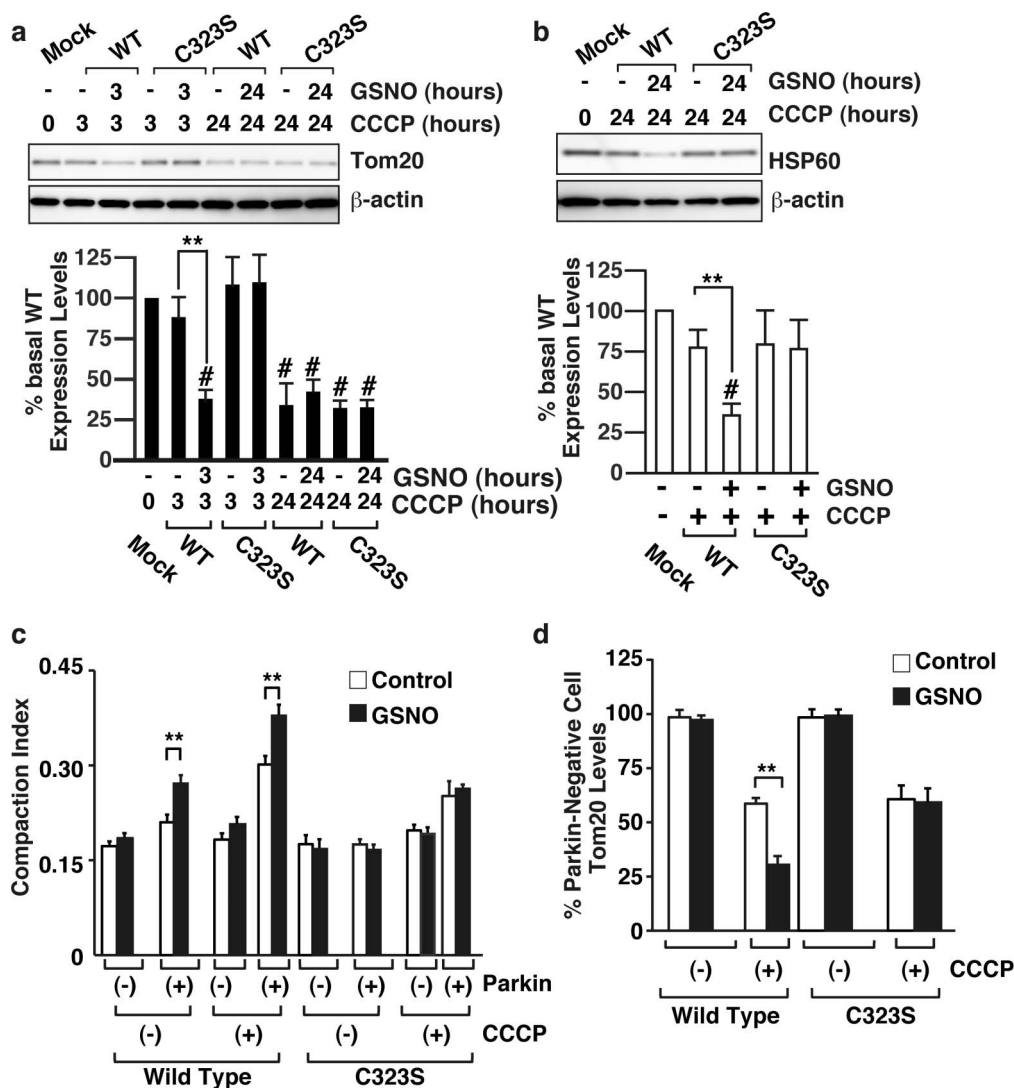 a
Mock WT C323S WT C323S
- - 3 - 3 - 24 - 24 GSNO (hours)
0 3 3 3 3 24 24 24 24 CCCP (hours)
Tom20
β-actin
% basal WT
Expression Levels
125
100
75
50
25
0
**
# # # # #
- - 3 - 3 - 24 - 24 GSNO (hours)
0 3 3 3 3 24 24 24 24 CCCP (hours)
Mock WT C323S WT C323S
b
Mock WT C323S
- - 24 - 24 GSNO (hours)
0 24 24 24 24 CCCP (hours)
HSP60
β-actin
% basal WT
Expression Levels
125
100
75
50
25
0
**
#
- - + - + GSNO
- + + + + CCCP
Mock WT C323S
c
Compaction Index
0.45
0.30
0.15
0
Control
GSNO
** **
(-) (+) (-) (+) (-) (+) (-) (+) Parkin
(-) (+) (-) (+) CCCP
Wild Type C323S
d
% Parkin-Negative Cell
Tom20 Levels
125
100
75
50
25
0
Control
GSNO
**
(-) (+) (-) (+) CCCP
Wild Type C323S